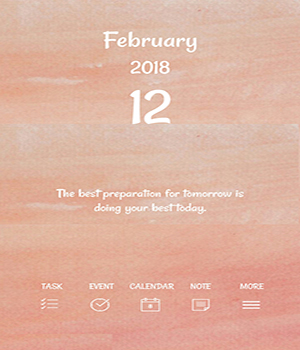 February
2018
12
The best preparation for tomorrow is
doing your best today.
TASK EVENT CALENDAR NOTE MORE